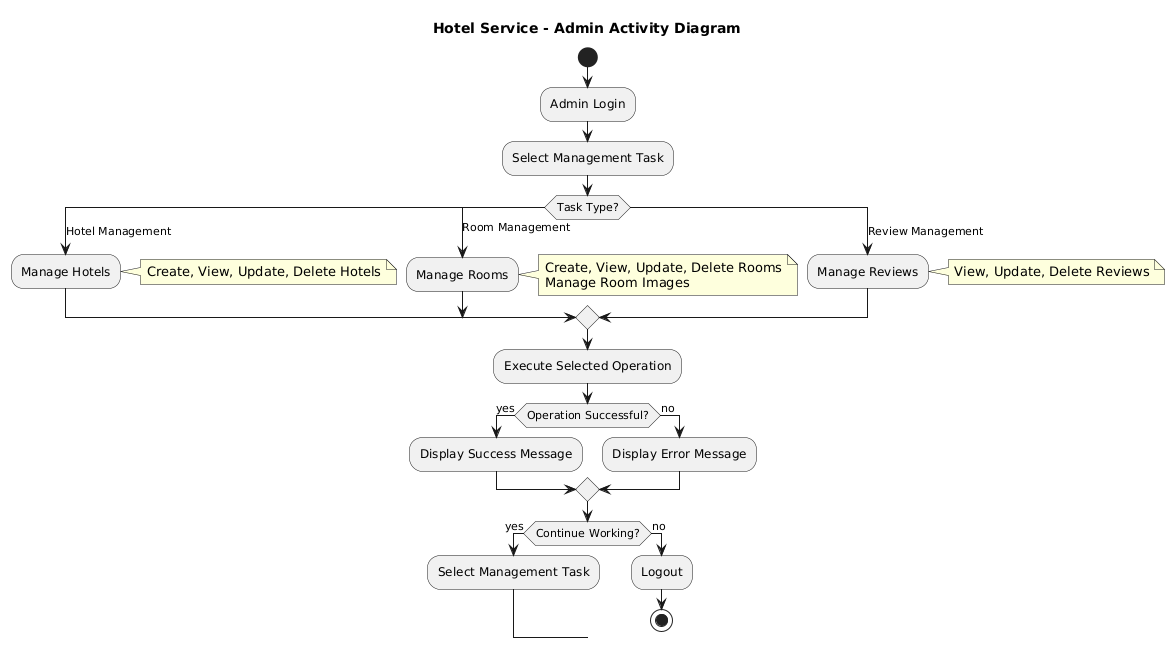 Hotel Service - Admin Activity Diagram
Admin Login
Select Management Task
Task Type?
Hotel Management
Room Management
Review Management
Manage Hotels
Create, View, Update, Delete Hotels
Manage Rooms
Create, View, Update, Delete Rooms
Manage Room Images
Manage Reviews
View, Update, Delete Reviews
Execute Selected Operation
yes
Operation Successful?
no
Display Success Message
Display Error Message
yes
Continue Working?
no
Select Management Task
Logout